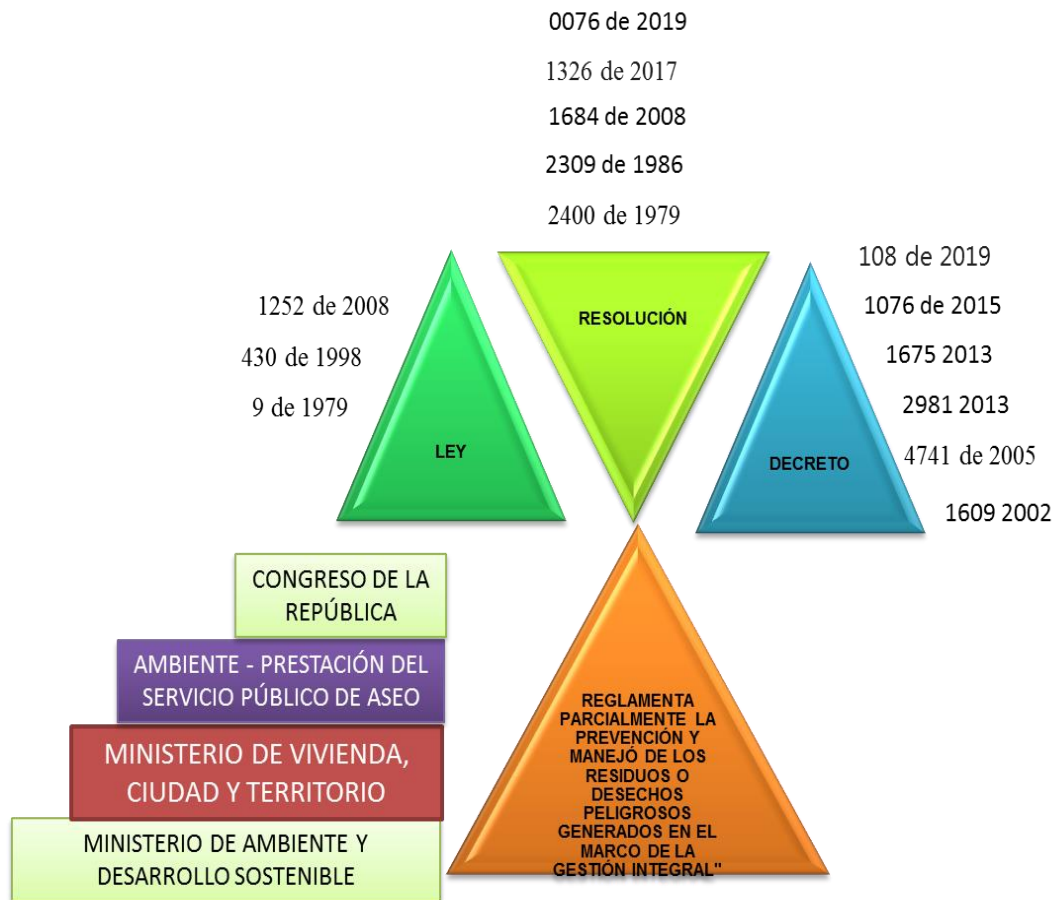 0076 de 2019
1326 de 2017
1684 de 2008
2309 de 1986
2400 de 1979
RESOLUCIÓN
1252 de 2008
430 de 1998
9 de 1979
LEY
108 de 2019
1076 de 2015
1675 2013
2981 2013
4741 de 2005
1609 2002
DECRETO
CONGRESO DE LA
REPÚBLICA
AMBIENTE - PRESTACIÓN DEL
SERVICIO PÚBLICO DE ASEO
MINISTERIO DE VIVIENDA,
CIUDAD Y TERRITORIO
MINISTERIO DE AMBIENTE Y
DESARROLLO SOSTENIBLE
REGLAMENTA
PARCIALMENTE LA
PREVENCIÓN Y
MANEJÓ DE LOS
RESIDUOS O
DESECHOS
PELIGROSOS
GENERADOS EN EL
MARCO DE LA
GESTIÓN INTEGRAL"